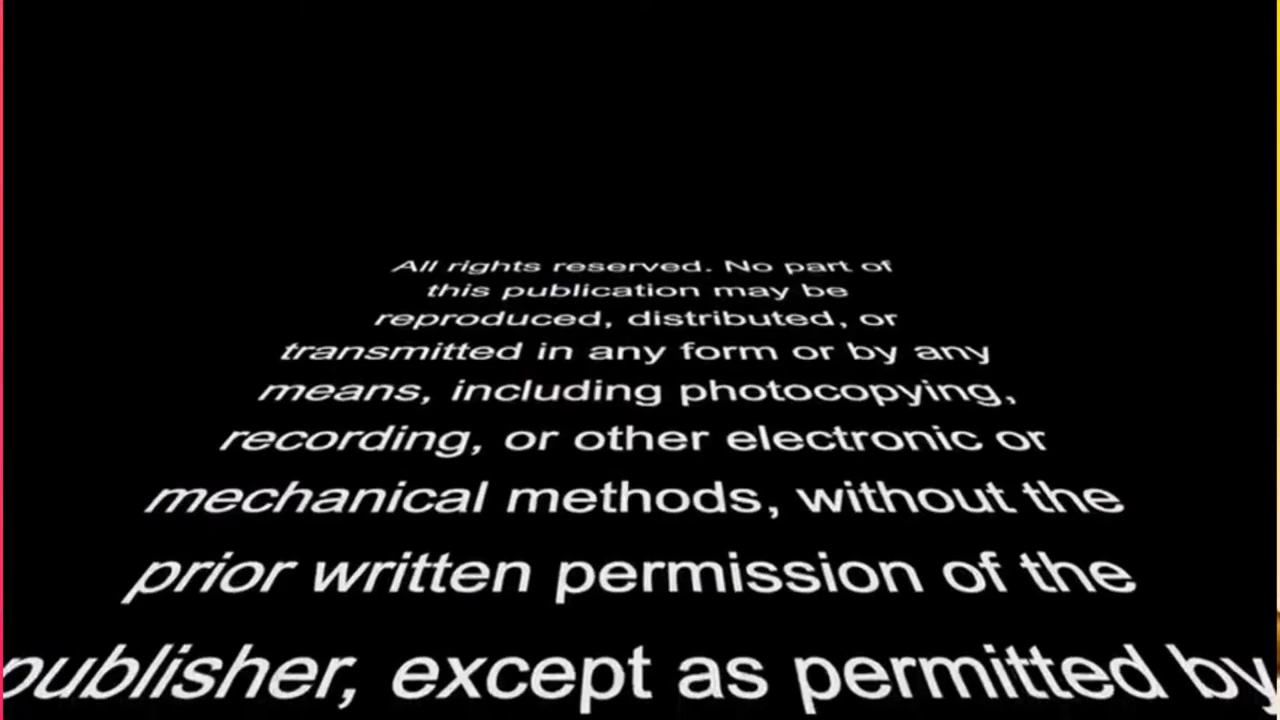 All rights reserved. No part of
this publication may be
reproduced, distributed, or
transmitted in any form or by any
means, including photocopying,
recording, or other electronic or
mechanical methods, without the
prior written permission of the
publisher, except as permitted by